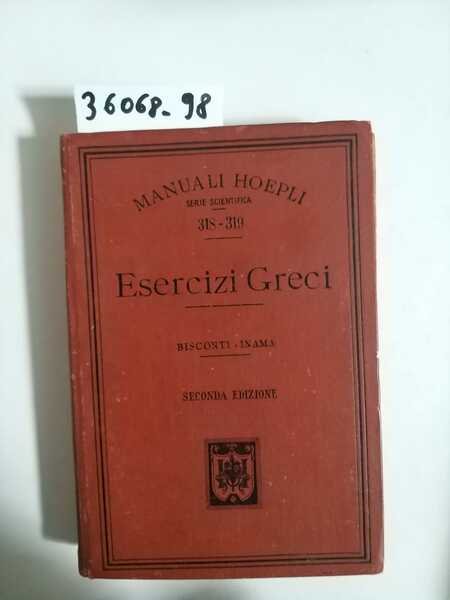 36068-98
MANUALI HOEPLI
SERIE SCIENTIFICA
318-319
Esercizi Greci
BISCONTI-INAMA
SECONDA EDIZIONE